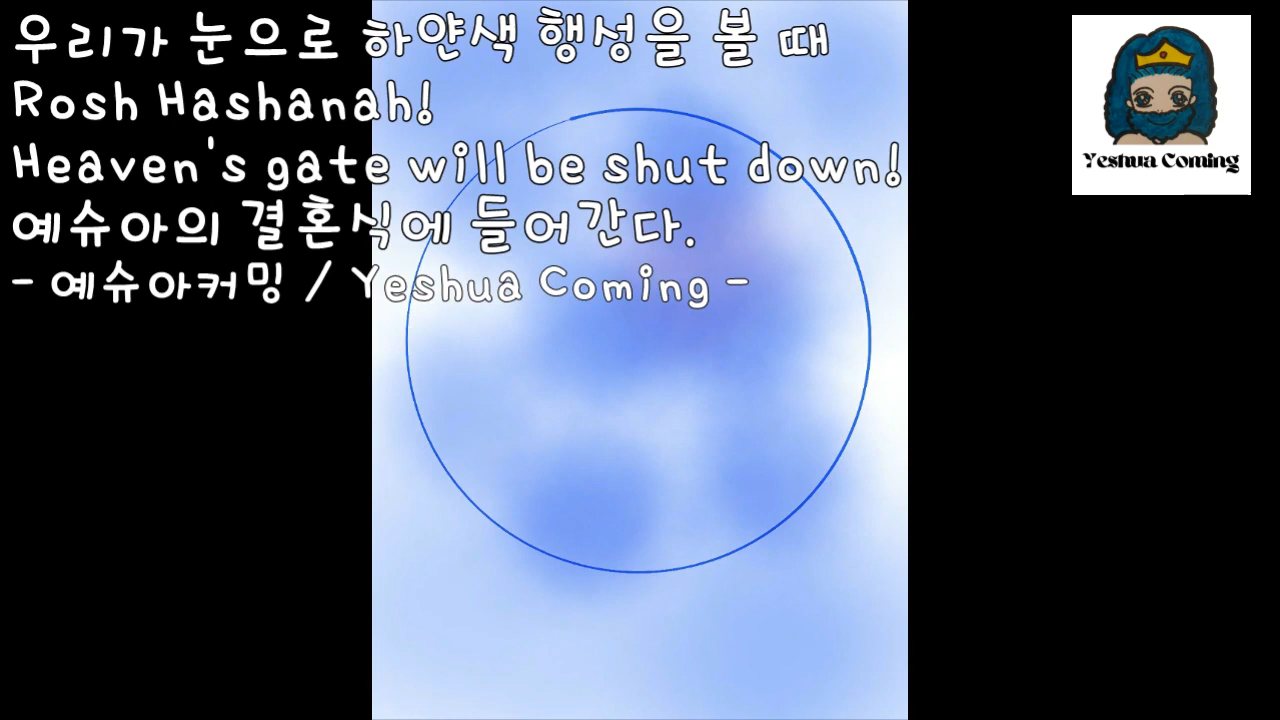 우리가 눈으로 하얀색 행성을 볼 때
Rosh Hashanah!
Heaven's gate will be shut down!
예슈아의 결혼식에 들어간다.
- 예슈아커밍 / Yeshua Coming -
Yeshua Coming